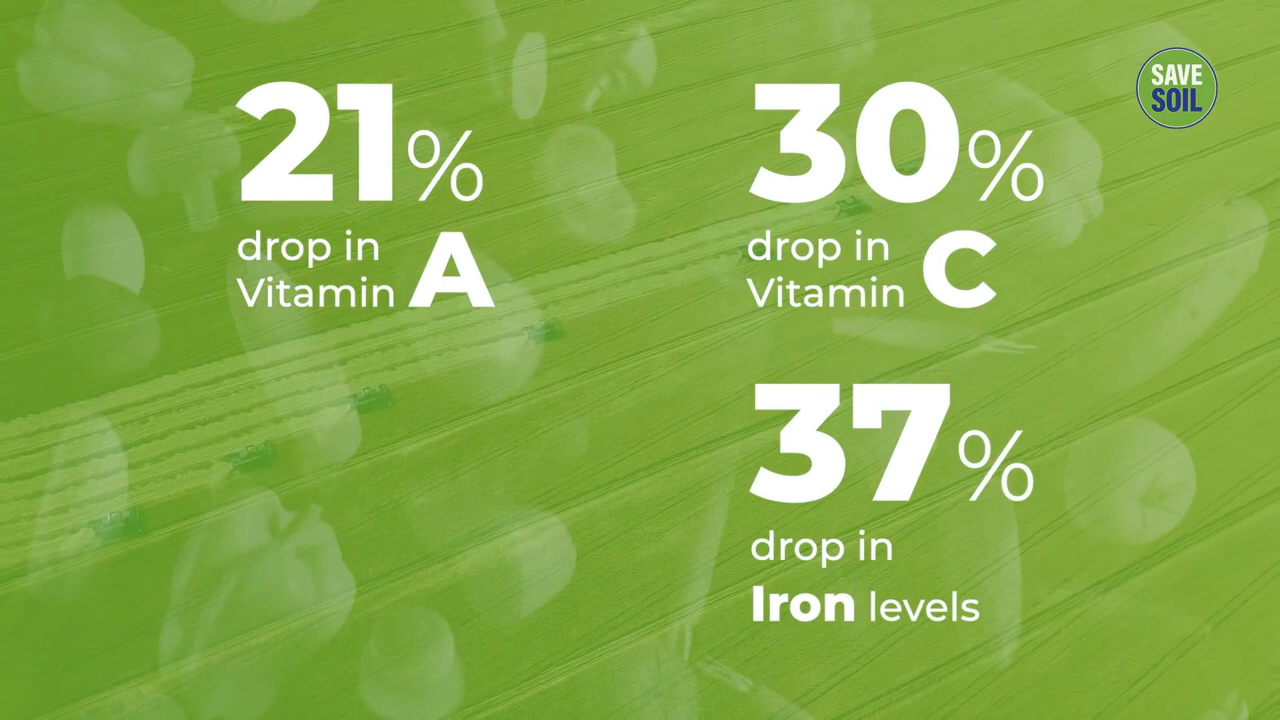 SAVE
SOIL
21%
drop in
Vitamin A
30%
drop in
Vitamin C
37%
drop in
Iron levels